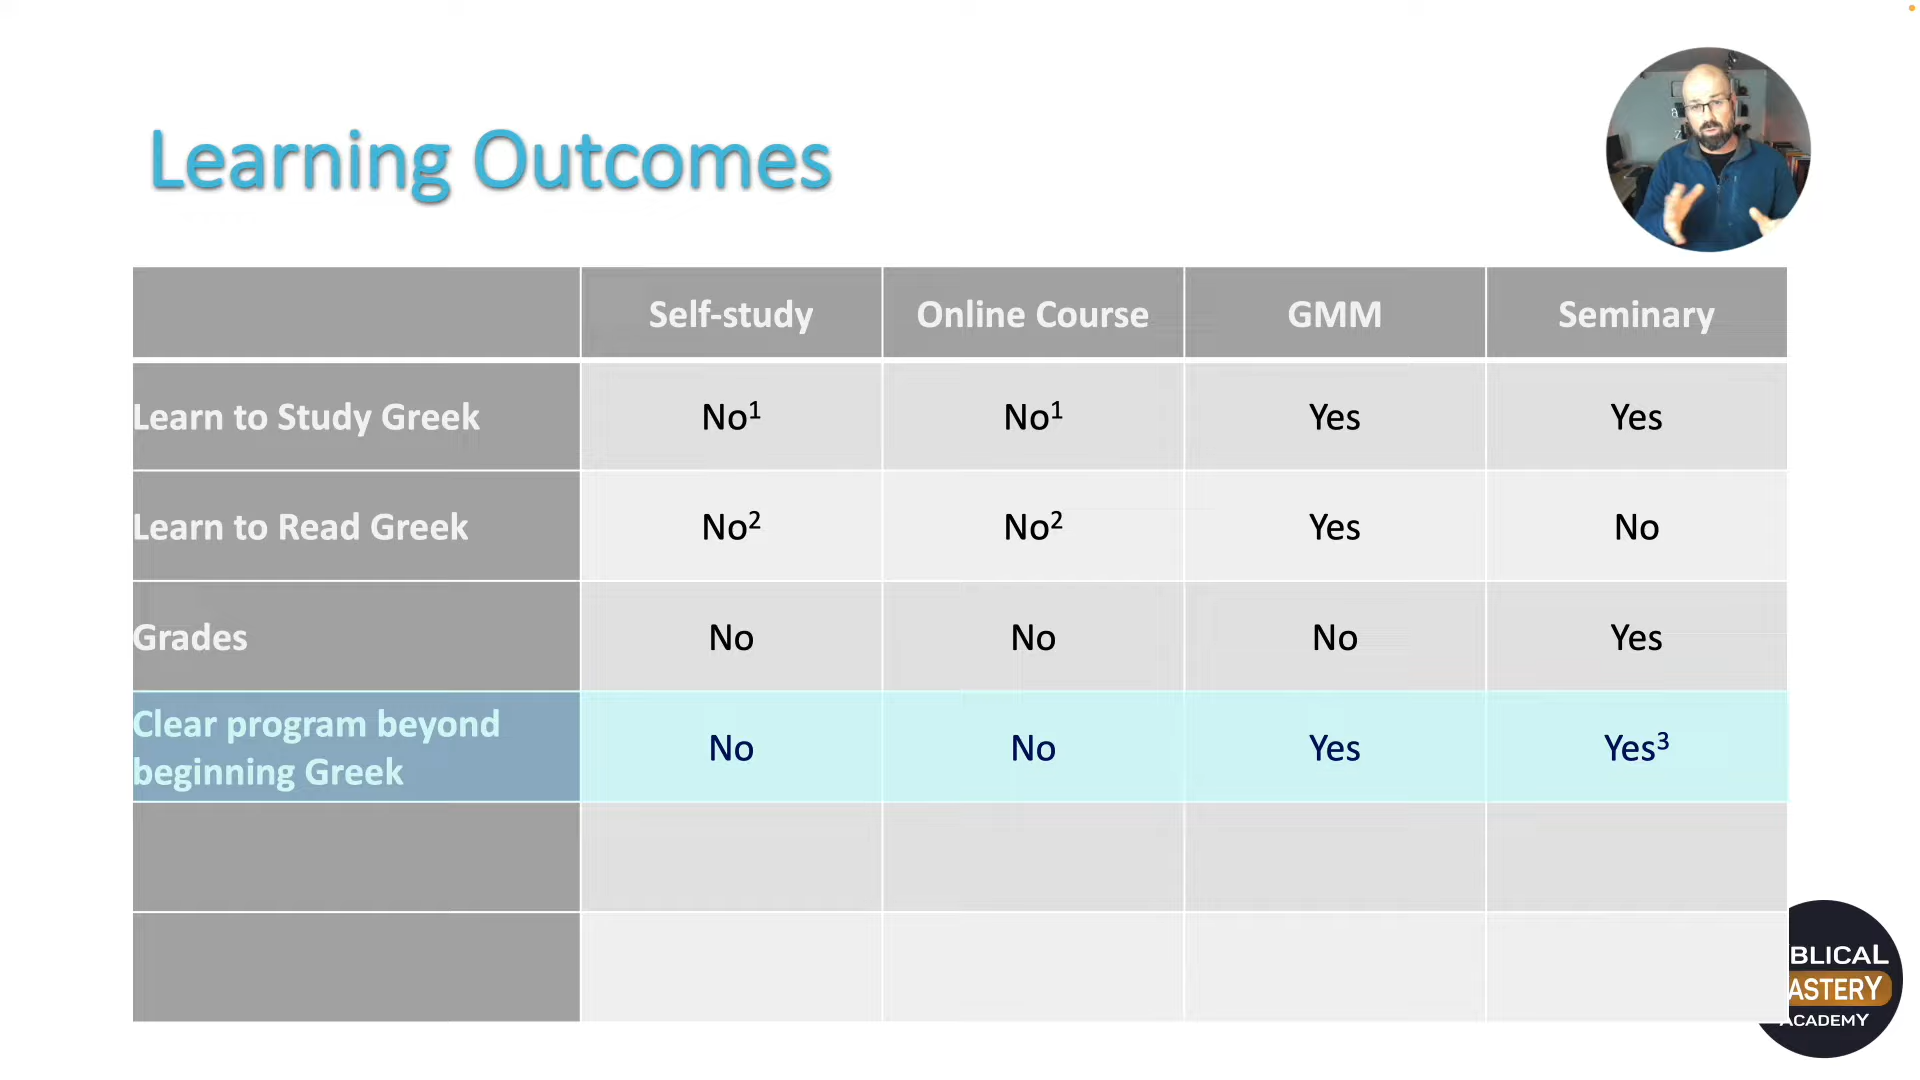 Learning Outcomes
Self-study Online Course GMM Seminary
Learn to Study Greek No¹ No¹ Yes Yes
Learn to Read Greek No² No² Yes No
Grades No No No Yes
Clear program beyond
beginning Greek No No Yes Yes³
BLICAL
ASTERY
ACADEMY